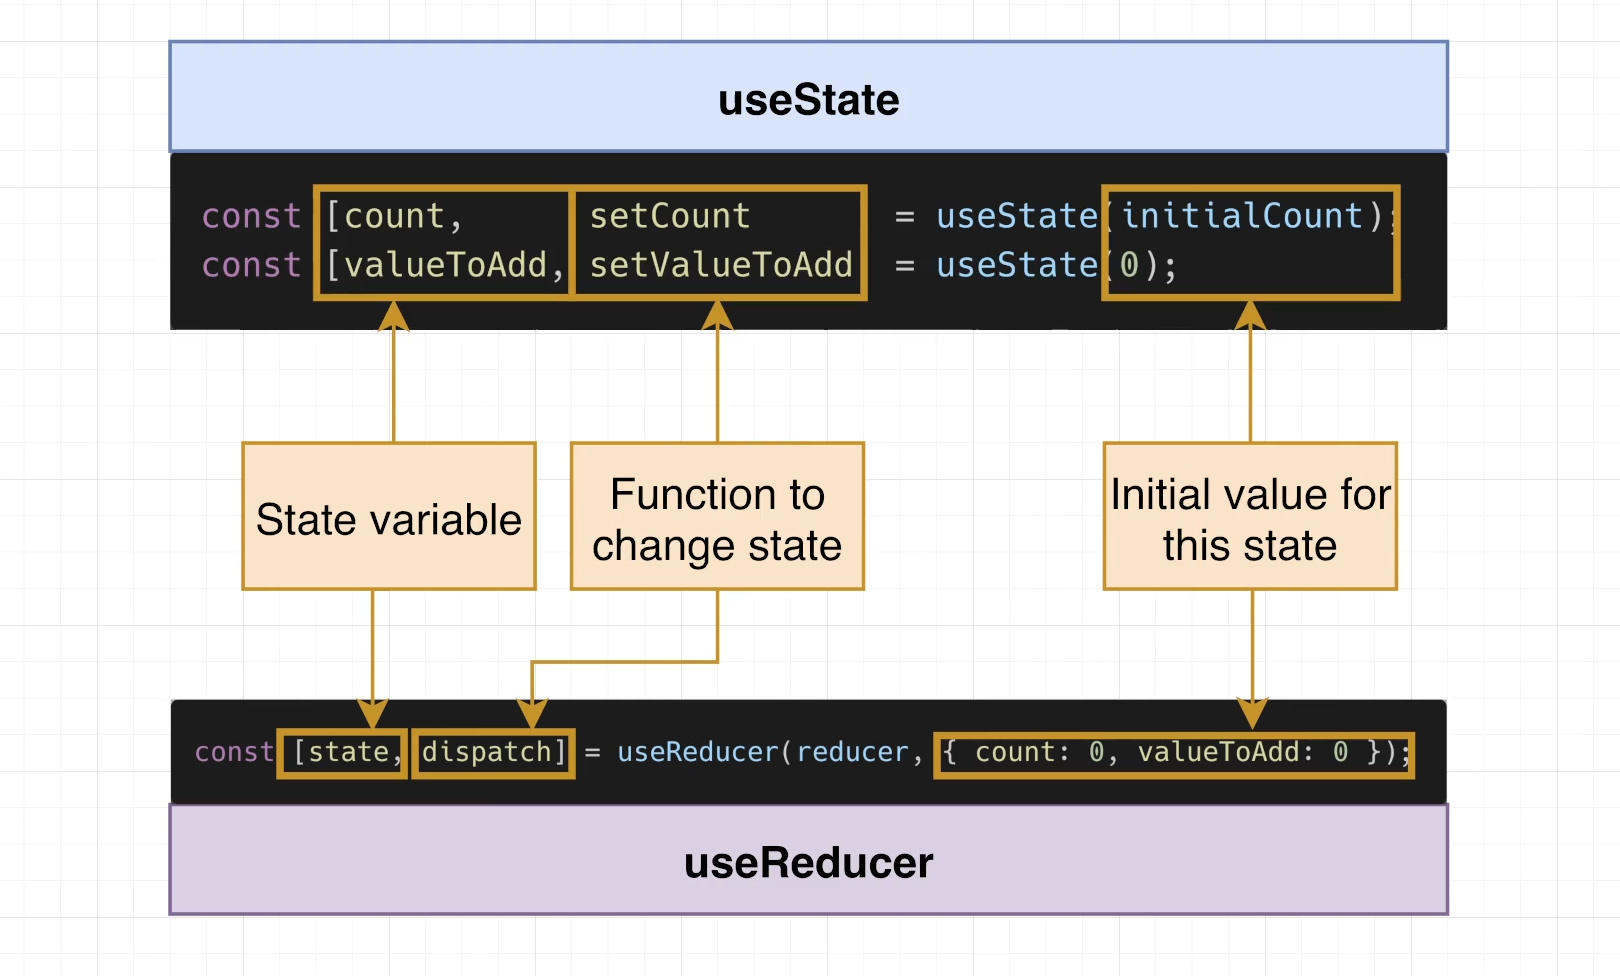 useState
const [count, setCount = useState(initialCount);
const [valueToAdd, setValueToAdd = useState(0);
State variable
Function to
change state
Initial value for
this state
const [state, dispatch] = useReducer(reducer, { count: 0, valueToAdd: 0 });
useReducer